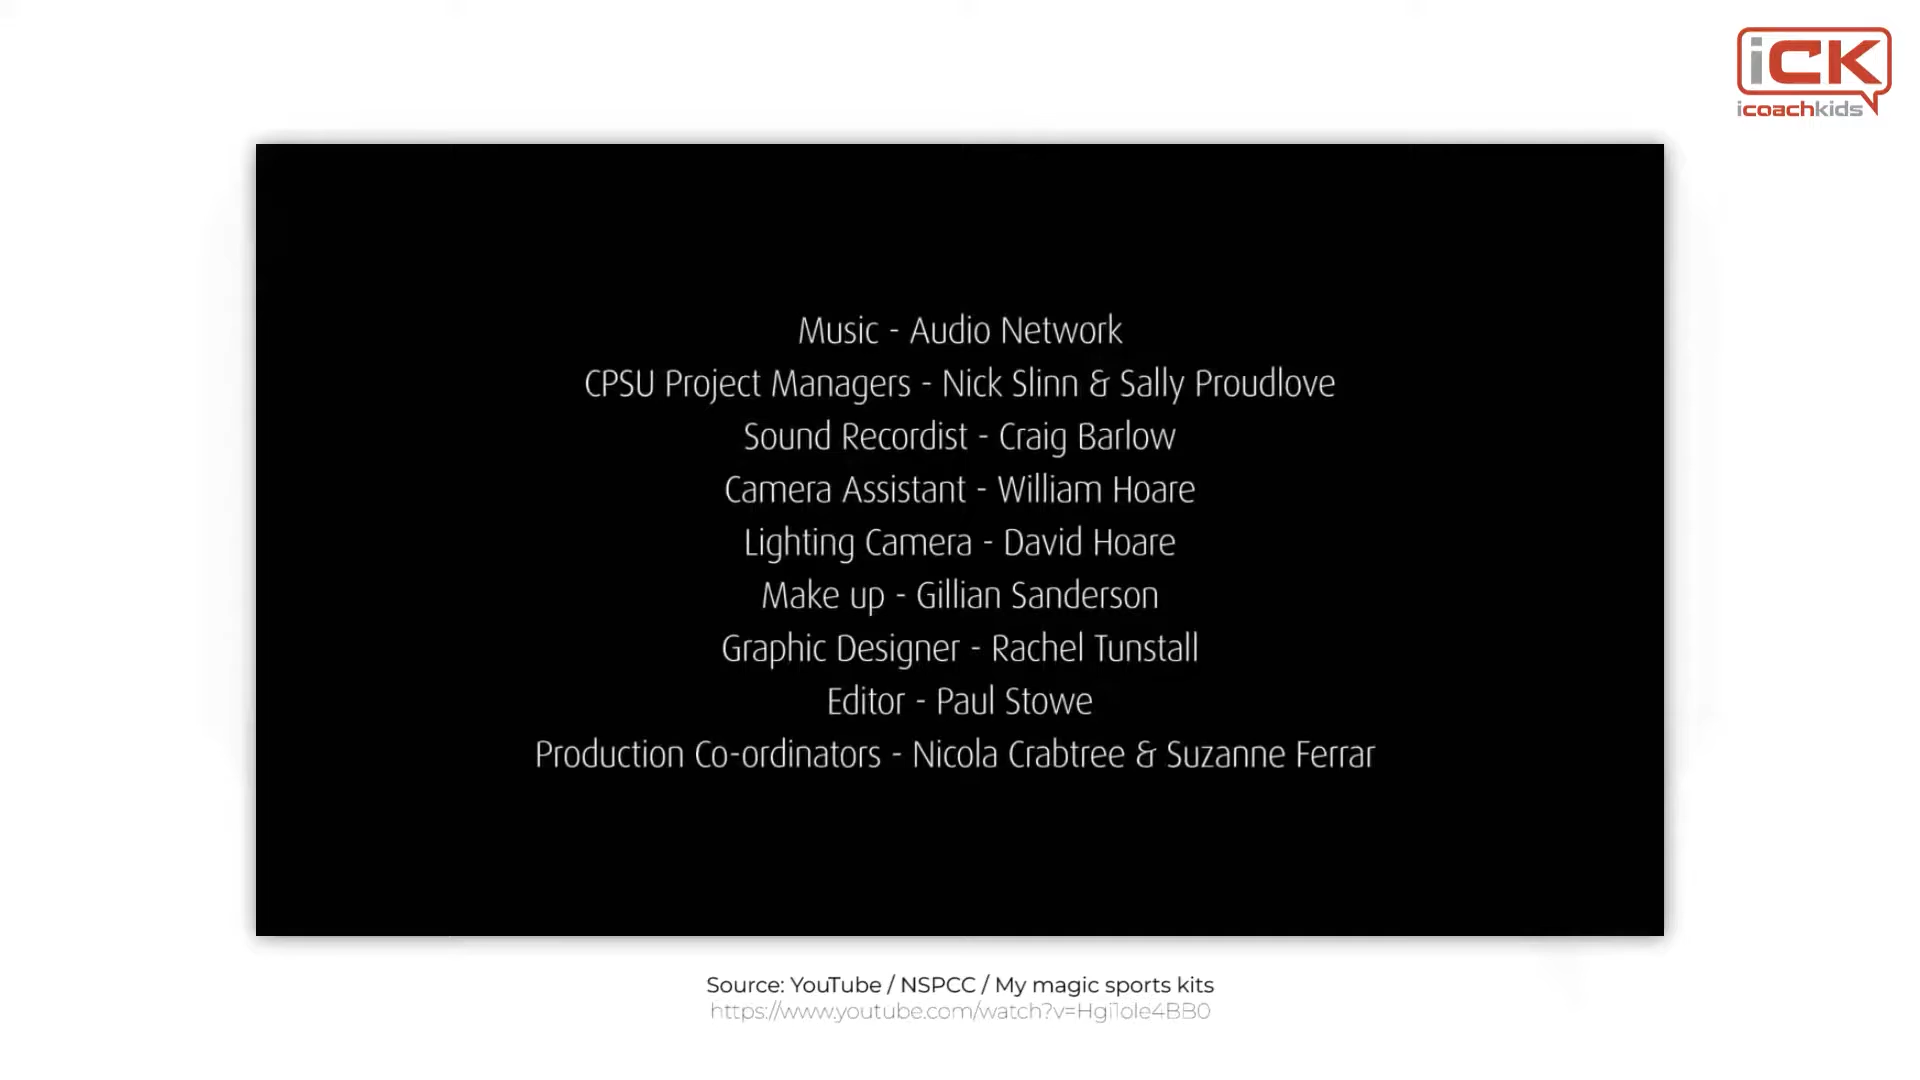 iCK
icoachkids
Music - Audio Network
CPSU Project Managers - Nick Slinn & Sally Proudlove
Sound Recordist - Craig Barlow
Camera Assistant - William Hoare
Lighting Camera - David Hoare
Make up - Gillian Sanderson
Graphic Designer - Rachel Tunstall
Editor - Paul Stowe
Production Co-ordinators - Nicola Crabtree & Suzanne Ferrar
Source: YouTube / NSPCC / My magic sports kits
https://www.youtube.com/watch?v=Hgi1oIe4BB0